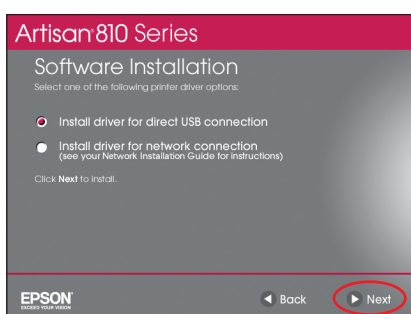 Artisan® 810 Series
Software Installation
Select one of the following printer driver options:
Install driver for direct USB connection
Install driver for network connection
(see your Network Installation Guide for instructions)
Click Next to install.
EPSON®
EXCEED YOUR VISION
Back
Next